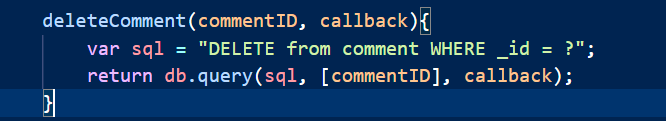 deleteComment(commentID, callback){
var sql = "DELETE from comment WHERE _id = ?";
return db.query(sql, [commentID], callback);
}